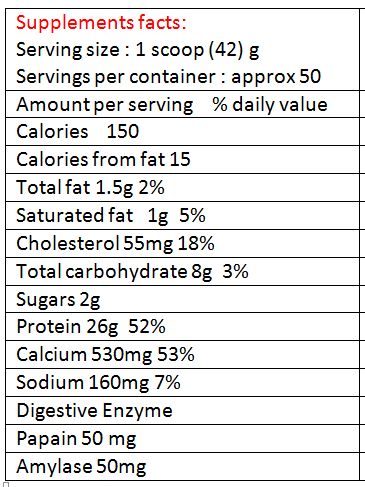 Supplements facts:
Serving size : 1 scoop (42) g
Servings per container : approx 50
Amount per serving % daily value
Calories 150
Calories from fat 15
Total fat 1.5g 2%
Saturated fat 1g 5%
Cholesterol 55mg 18%
Total carbohydrate 8g 3%
Sugars 2g
Protein 26g 52%
Calcium 530mg 53%
Sodium 160mg 7%
Digestive Enzyme
Papain 50 mg
Amylase 50mg